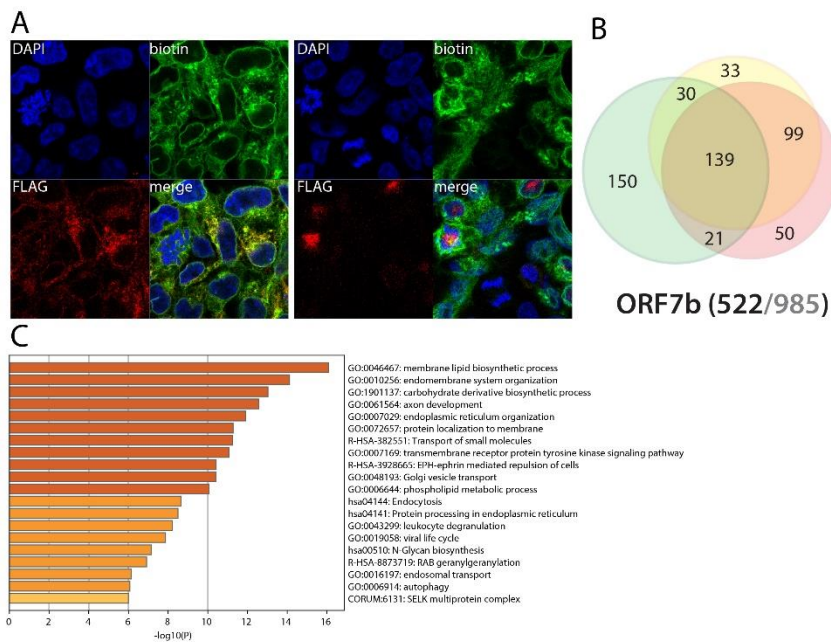 A
DAPI
biotin
DAPI
biotin
FLAG
merge
FLAG
merge
B
33
30
99
139
150
21
50
ORF7b (522/985)
C
GO:0046467: membrane lipid biosynthetic process
GO:0010256: endomembrane system organization
GO:1901137: carbohydrate derivative biosynthetic process
GO:0061564: axon development
GO:0007029: endoplasmic reticulum organization
GO:0072657: protein localization to membrane
R-HSA-382551: Transport of small molecules
GO:0007169: transmembrane receptor protein tyrosine kinase signaling pathway
R-HSA-3928665: EPH-ephrin mediated repulsion of cells
GO:0048193: Golgi vesicle transport
GO:0006644: phospholipid metabolic process
hsa04144: Endocytosis
hsa04141: Protein processing in endoplasmic reticulum
GO:0043299: leukocyte degranulation
GO:0019058: viral life cycle
hsa00510: N-Glycan biosynthesis
R-HSA-8873719: RAB geranylgeranylation
GO:0016197: endosomal transport
GO:0006914: autophagy
CORUM:6131: SELK multiprotein complex
0 2 4 6 8 10 12 14 16
-log10(P)